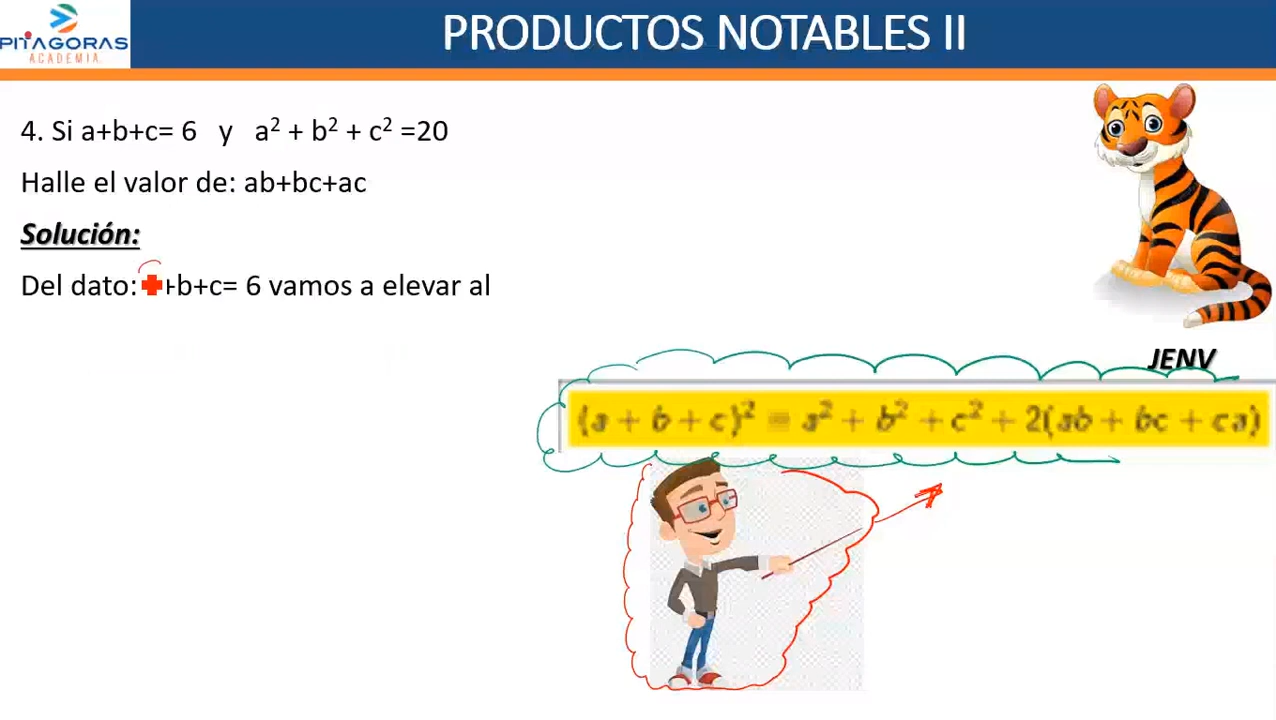 PITAGORAS
ACADEMIA
PRODUCTOS NOTABLES II
4. Si a+b+c= 6 y a² + b² + c² =20
Halle el valor de: ab+bc+ac
Solución:
Del dato: +b+c= 6 vamos a elevar al
JENV
(a + b + c)² = a² + b² + c² + 2(ab + bc + ca)